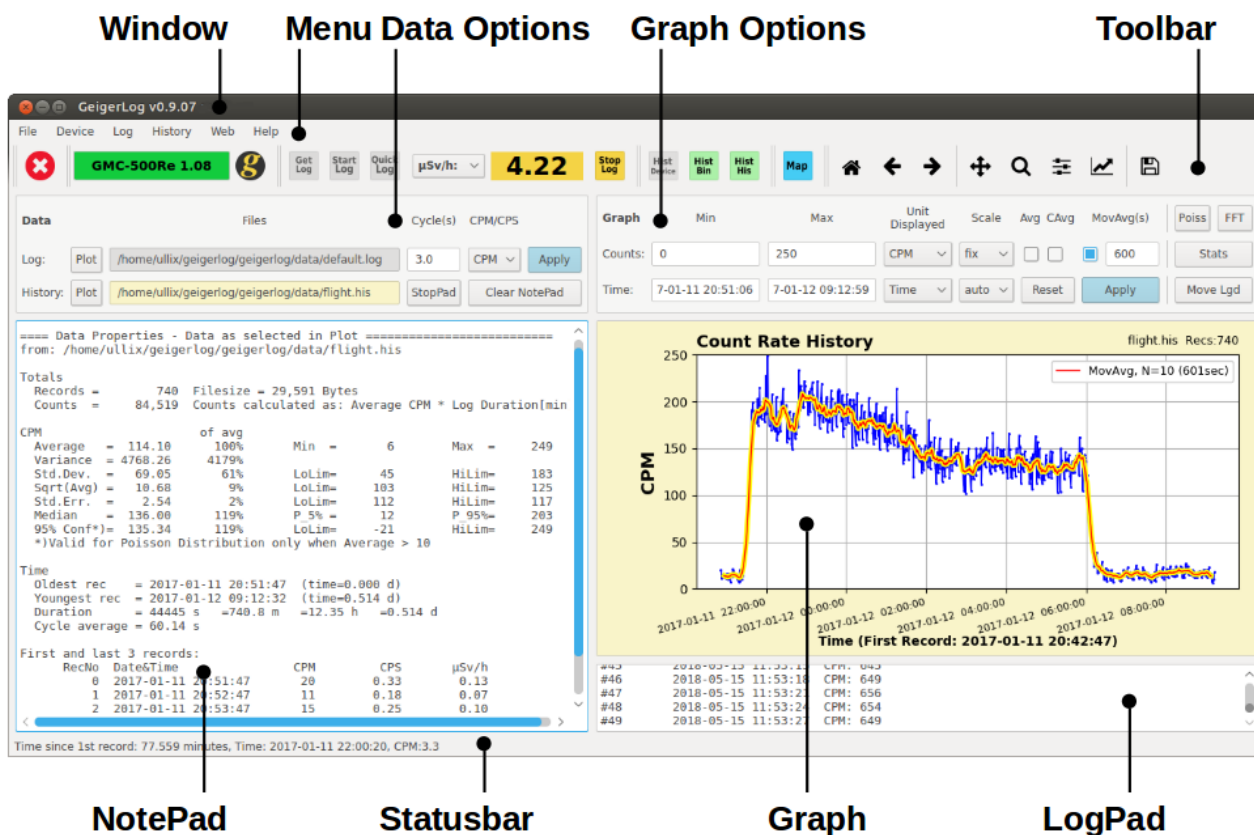 Window Menu Data Options Graph Options Toolbar
GeigerLog v0.9.07
File Device Log History Web Help
GMC-500Re 1.08 g Get Log Start Log Quick Log µSv/h: 4.22 Stop Log Hist Device Hist Bin Hist His Map
Data Files Cycle(s) CPM/CPS
Log: Plot /home/ullix/geigerlog/geigerlog/data/default.log 3.0 CPM Apply
History: Plot /home/ullix/geigerlog/geigerlog/data/flight.his StopPad Clear NotePad
Graph Min Max Unit Displayed Scale Avg CAvg MovAvg(s) Poiss FFT
Counts: 0 250 CPM fix 600 Stats
Time: 7-01-11 20:51:06 7-01-12 09:12:59 Time auto Reset Apply Move Lgd
==== Data Properties - Data as selected in Plot ==========================
from: /home/ullix/geigerlog/geigerlog/data/flight.his
Totals
Records = 740 Filesize = 29,591 Bytes
Counts = 84,519 Counts calculated as: Average CPM * Log Duration[min
CPM of avg
Average = 114.10 100% Min = 6 Max = 249
Variance = 4768.26 4179%
Std.Dev. = 69.05 61% LoLim= 45 HiLim= 183
Sqrt(Avg) = 10.68 9% LoLim= 103 HiLim= 125
Std.Err. = 2.54 2% LoLim= 112 HiLim= 117
Median = 136.00 119% P_5% = 12 P_95%= 203
95% Conf*)= 135.34 119% LoLim= -21 HiLim= 249
*)Valid for Poisson Distribution only when Average > 10
Time
Oldest rec = 2017-01-11 20:51:47 (time=0.000 d)
Youngest rec = 2017-01-12 09:12:32 (time=0.514 d)
Duration = 44445 s =740.8 m =12.35 h =0.514 d
Cycle average = 60.14 s
First and last 3 records:
RecNo Date&Time CPM CPS µSv/h
0 2017-01-11 20:51:47 20 0.33 0.13
1 2017-01-11 20:52:47 11 0.18 0.07
2 2017-01-11 20:53:47 15 0.25 0.10
Count Rate History flight.his Recs:740
MovAvg, N=10 (601sec)
250
200
150
100
50
0
CPM
2017-01-11 22:00:00 2017-01-12 00:00:00 2017-01-12 02:00:00 2017-01-12 04:00:00 2017-01-12 06:00:00 2017-01-12 08:00:00
Time (First Record: 2017-01-11 20:42:47)
#45 2018-05-15 11:53:15 CPM: 645
#46 2018-05-15 11:53:18 CPM: 649
#47 2018-05-15 11:53:21 CPM: 656
#48 2018-05-15 11:53:24 CPM: 654
#49 2018-05-15 11:53:27 CPM: 649
Time since 1st record: 77.559 minutes, Time: 2017-01-11 22:00:20, CPM:3.3
NotePad Statusbar Graph LogPad